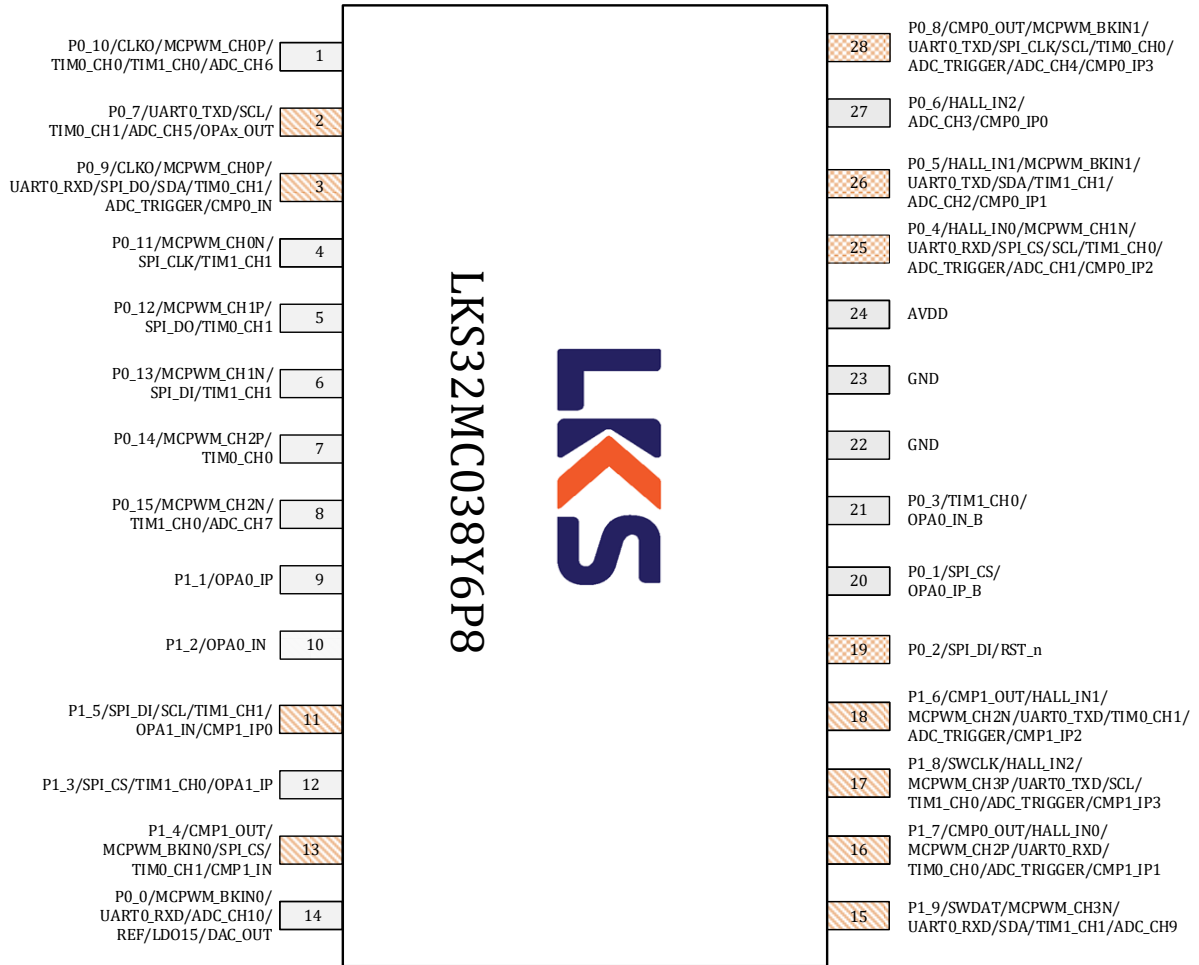 P0_10/CLKO/MCPWM_CH0P/
TIM0_CH0/TIM1_CH0/ADC_CH6
1
P0_7/UART0_TXD/SCL/
TIM0_CH1/ADC_CH5/OPAx_OUT
2
P0_9/CLKO/MCPWM_CH0P/
UART0_RXD/SPI_DO/SDA/TIM0_CH1/
ADC_TRIGGER/CMP0_IN
3
P0_11/MCPWM_CH0N/
SPI_CLK/TIM1_CH1
4
P0_12/MCPWM_CH1P/
SPI_DO/TIM0_CH1
5
P0_13/MCPWM_CH1N/
SPI_DI/TIM1_CH1
6
P0_14/MCPWM_CH2P/
TIM0_CH0
7
P0_15/MCPWM_CH2N/
TIM1_CH0/ADC_CH7
8
P1_1/OPA0_IP
9
P1_2/OPA0_IN
10
P1_5/SPI_DI/SCL/TIM1_CH1/
OPA1_IN/CMP1_IP0
11
P1_3/SPI_CS/TIM1_CH0/OPA1_IP
12
P1_4/CMP1_OUT/
MCPWM_BKIN0/SPI_CS/
TIM0_CH1/CMP1_IN
13
P0_0/MCPWM_BKIN0/
UART0_RXD/ADC_CH10/
REF/LDO15/DAC_OUT
14
LKS32MC038Y6P8
LKS
28
P0_8/CMP0_OUT/MCPWM_BKIN1/
UART0_TXD/SPI_CLK/SCL/TIM0_CH0/
ADC_TRIGGER/ADC_CH4/CMP0_IP3
27
P0_6/HALL_IN2/
ADC_CH3/CMP0_IP0
26
P0_5/HALL_IN1/MCPWM_BKIN1/
UART0_TXD/SDA/TIM1_CH1/
ADC_CH2/CMP0_IP1
25
P0_4/HALL_IN0/MCPWM_CH1N/
UART0_RXD/SPI_CS/SCL/TIM1_CH0/
ADC_TRIGGER/ADC_CH1/CMP0_IP2
24
AVDD
23
GND
22
GND
21
P0_3/TIM1_CH0/
OPA0_IN_B
20
P0_1/SPI_CS/
OPA0_IP_B
19
P0_2/SPI_DI/RST_n
18
P1_6/CMP1_OUT/HALL_IN1/
MCPWM_CH2N/UART0_TXD/TIM0_CH1/
ADC_TRIGGER/CMP1_IP2
17
P1_8/SWCLK/HALL_IN2/
MCPWM_CH3P/UART0_TXD/SCL/
TIM1_CH0/ADC_TRIGGER/CMP1_IP3
16
P1_7/CMP0_OUT/HALL_IN0/
MCPWM_CH2P/UART0_RXD/
TIM0_CH0/ADC_TRIGGER/CMP1_IP1
15
P1_9/SWDAT/MCPWM_CH3N/
UART0_RXD/SDA/TIM1_CH1/ADC_CH9